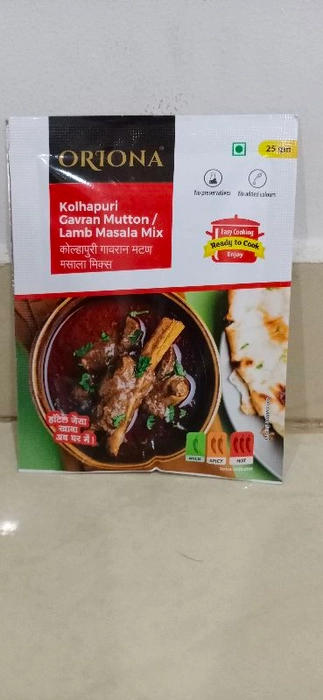 ORIONA
25 gm
No preservatives
No added colours
Kolhapuri
Gavran Mutton /
Lamb Masala Mix
कोल्हापुरी गावरान मटण
मसाला मिक्स
Easy Cooking
Ready to Cook
Enjoy
हॉटेल जैसा
खाना
अब घर में!
MILD
SPICY
HOT